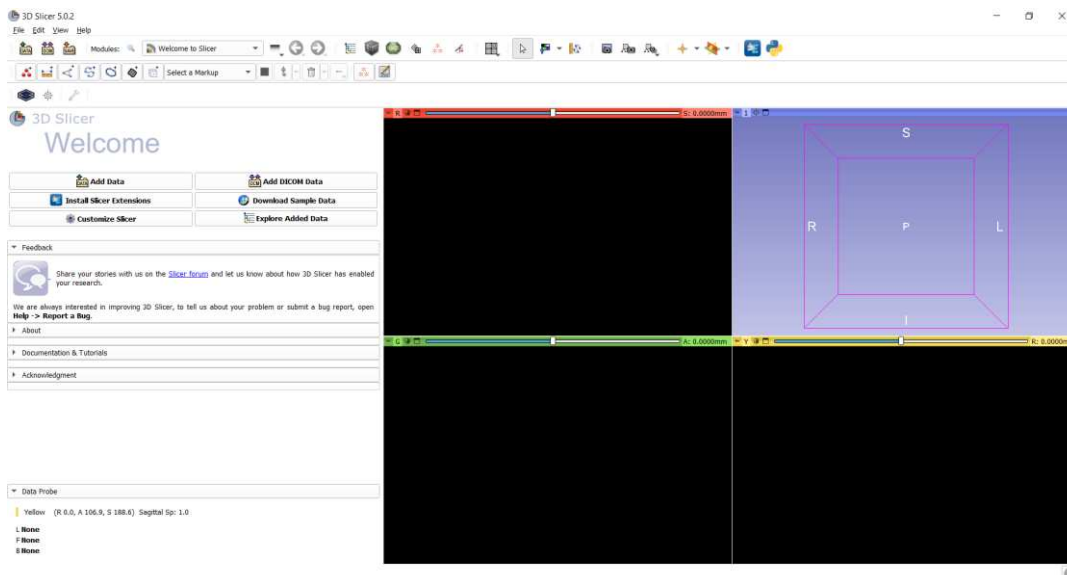 3D Slicer 5.0.2
File Edit View Help
Modules: Welcome to Slicer
Select a Markup
3D Slicer
Welcome
Add Data
Add DICOM Data
Install Slicer Extensions
Download Sample Data
Customize Slicer
Explore Added Data
Feedback
Share your stories with us on the Slicer forum and let us know about how 3D Slicer has enabled
your research.
We are always interested in improving 3D Slicer, to tell us about your problem or submit a bug report, open
Help -> Report a Bug.
About
Documentation & Tutorials
Acknowledgment
Data Probe
Yellow (R 0.0, A 106.9, S 188.6) Sagittal Sp: 1.0
L None
F None
B None
R S: 0.0000mm
1
S
R P L
I
G A: 0.0000mm
Y R: 0.0000m